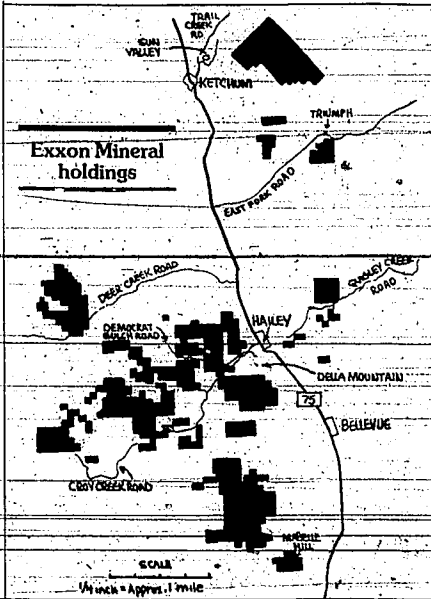 TRAIL
CREEK
RD.
SUN
VALLEY
KETCHUM
TRIUMPH
Exxon Mineral
holdings
EAST FORK ROAD
DEER CREEK ROAD
QUIGLEY CREEK
ROAD
HAILEY
DEMOCRAT
GULCH ROAD
DELLA MOUNTAIN
75
BELLEVUE
CROY CREEK ROAD
HILL
SCALE
1/4 inch = Approx. 1 mile